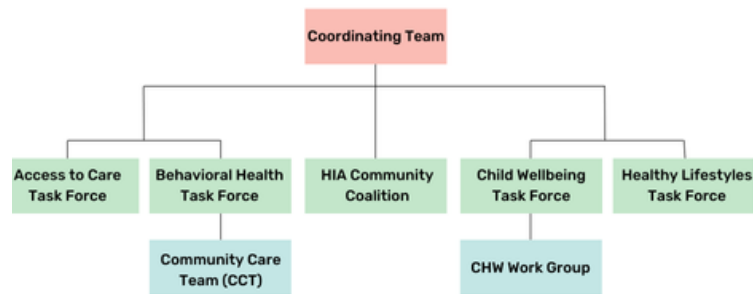 Coordinating Team
Access to Care
Task Force
Behavioral Health
Task Force
HIA Community
Coalition
Child Wellbeing
Task Force
Healthy Lifestyles
Task Force
Community Care
Team (CCT)
CHW Work Group